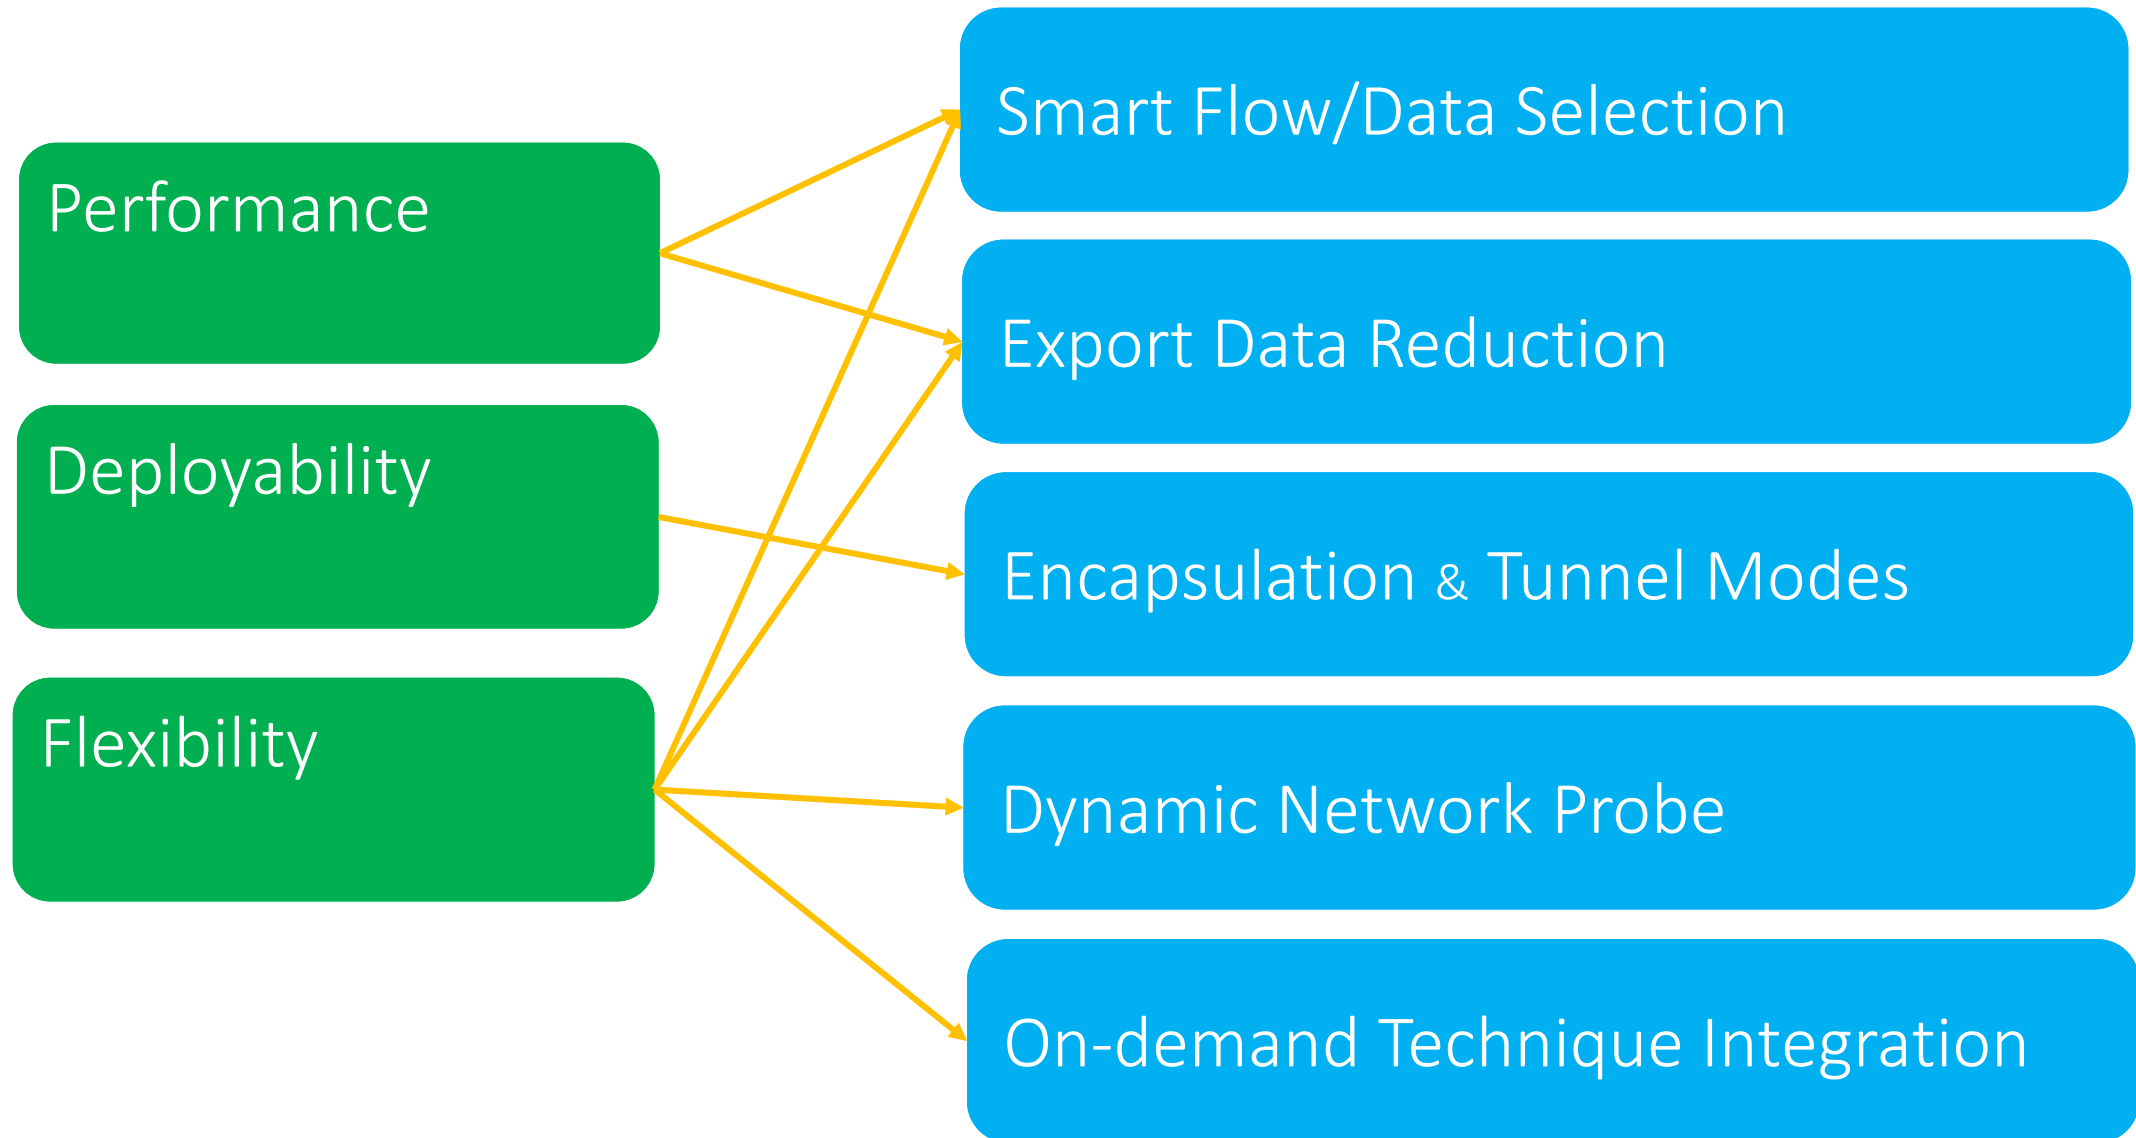 Performance
Deployability
Flexibility
Smart Flow/Data Selection
Export Data Reduction
Encapsulation & Tunnel Modes
Dynamic Network Probe
On-demand Technique Integration